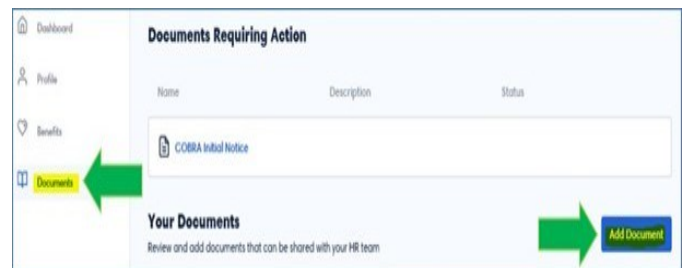 Dashboard
Profile
Benefits
Documents
Documents Requiring Action
Name Description Status
COBRA Initial Notice
Your Documents
Review and add documents that can be shared with your HR team
Add Document